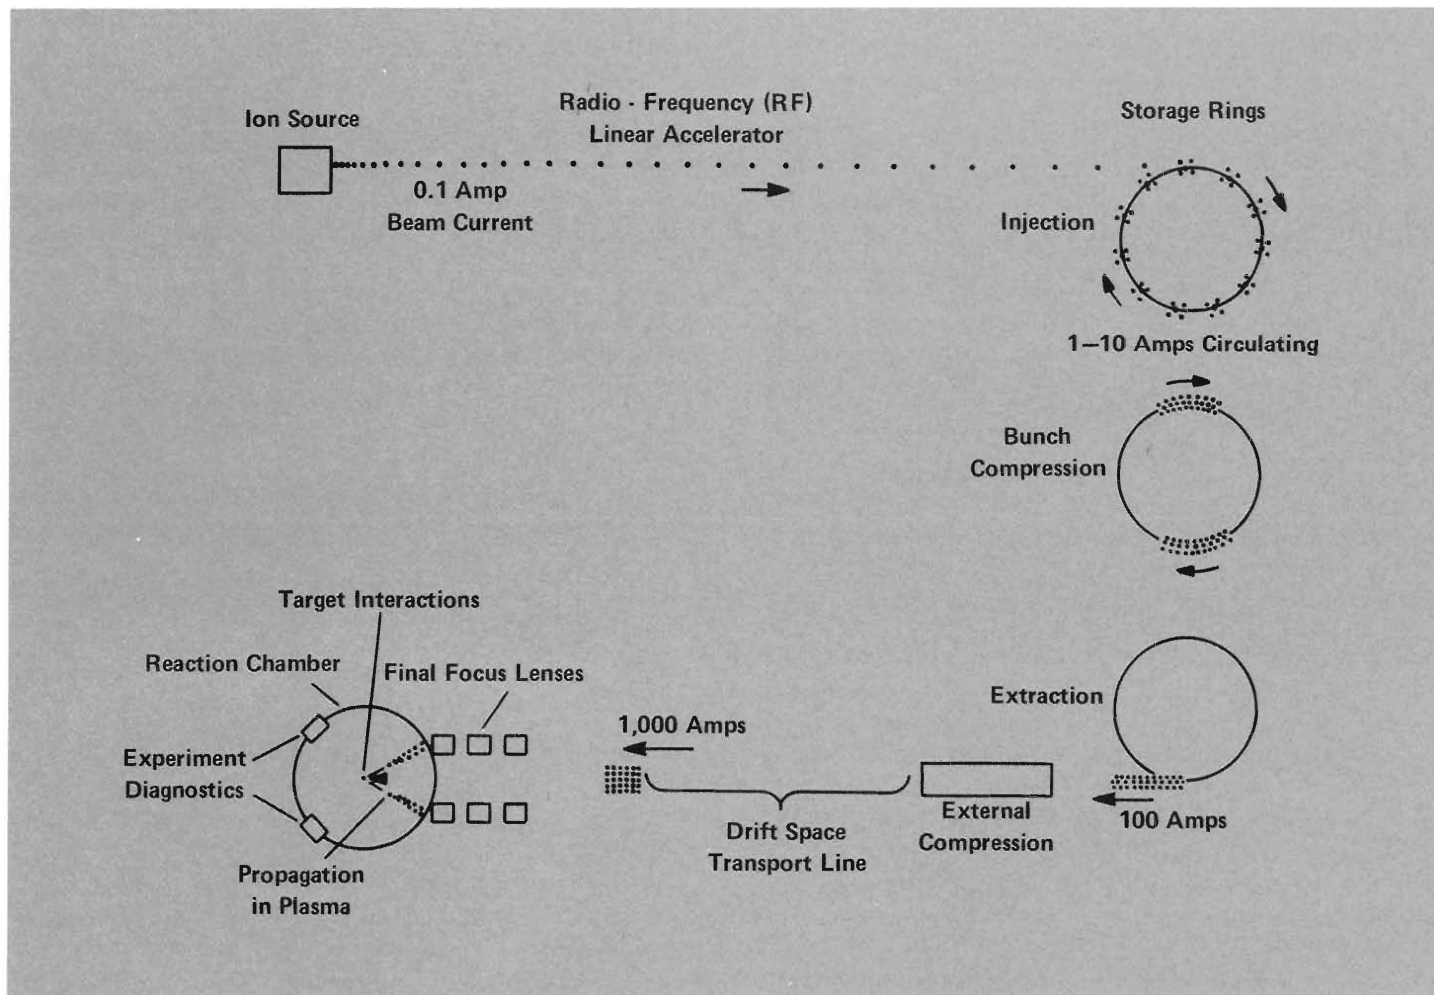 Radio - Frequency (RF)
Linear Accelerator
Ion Source
Storage Rings
0.1 Amp
Beam Current
Injection
1—10 Amps Circulating
Bunch
Compression
Target Interactions
Reaction Chamber
Final Focus Lenses
Extraction
1,000 Amps
Experiment
Diagnostics
External
Compression
100 Amps
Drift Space
Transport Line
Propagation
in Plasma